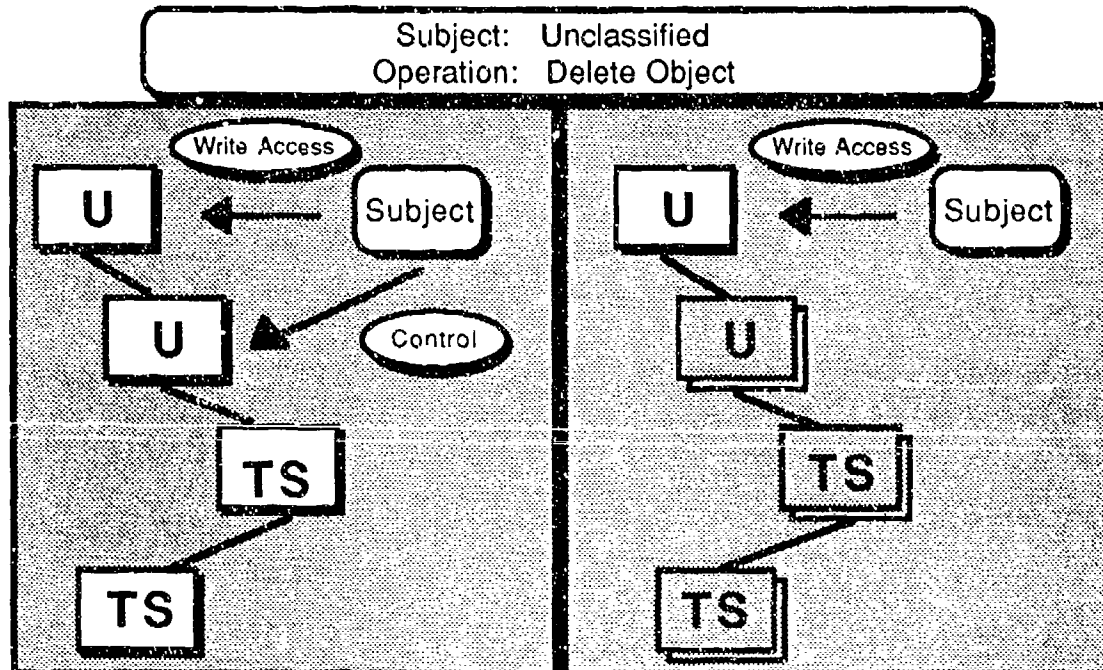 Subject: Unclassified
Operation: Delete Object
Write Access
U
Subject
U
Control
TS
TS
Write Access
U
Subject
U
TS
TS